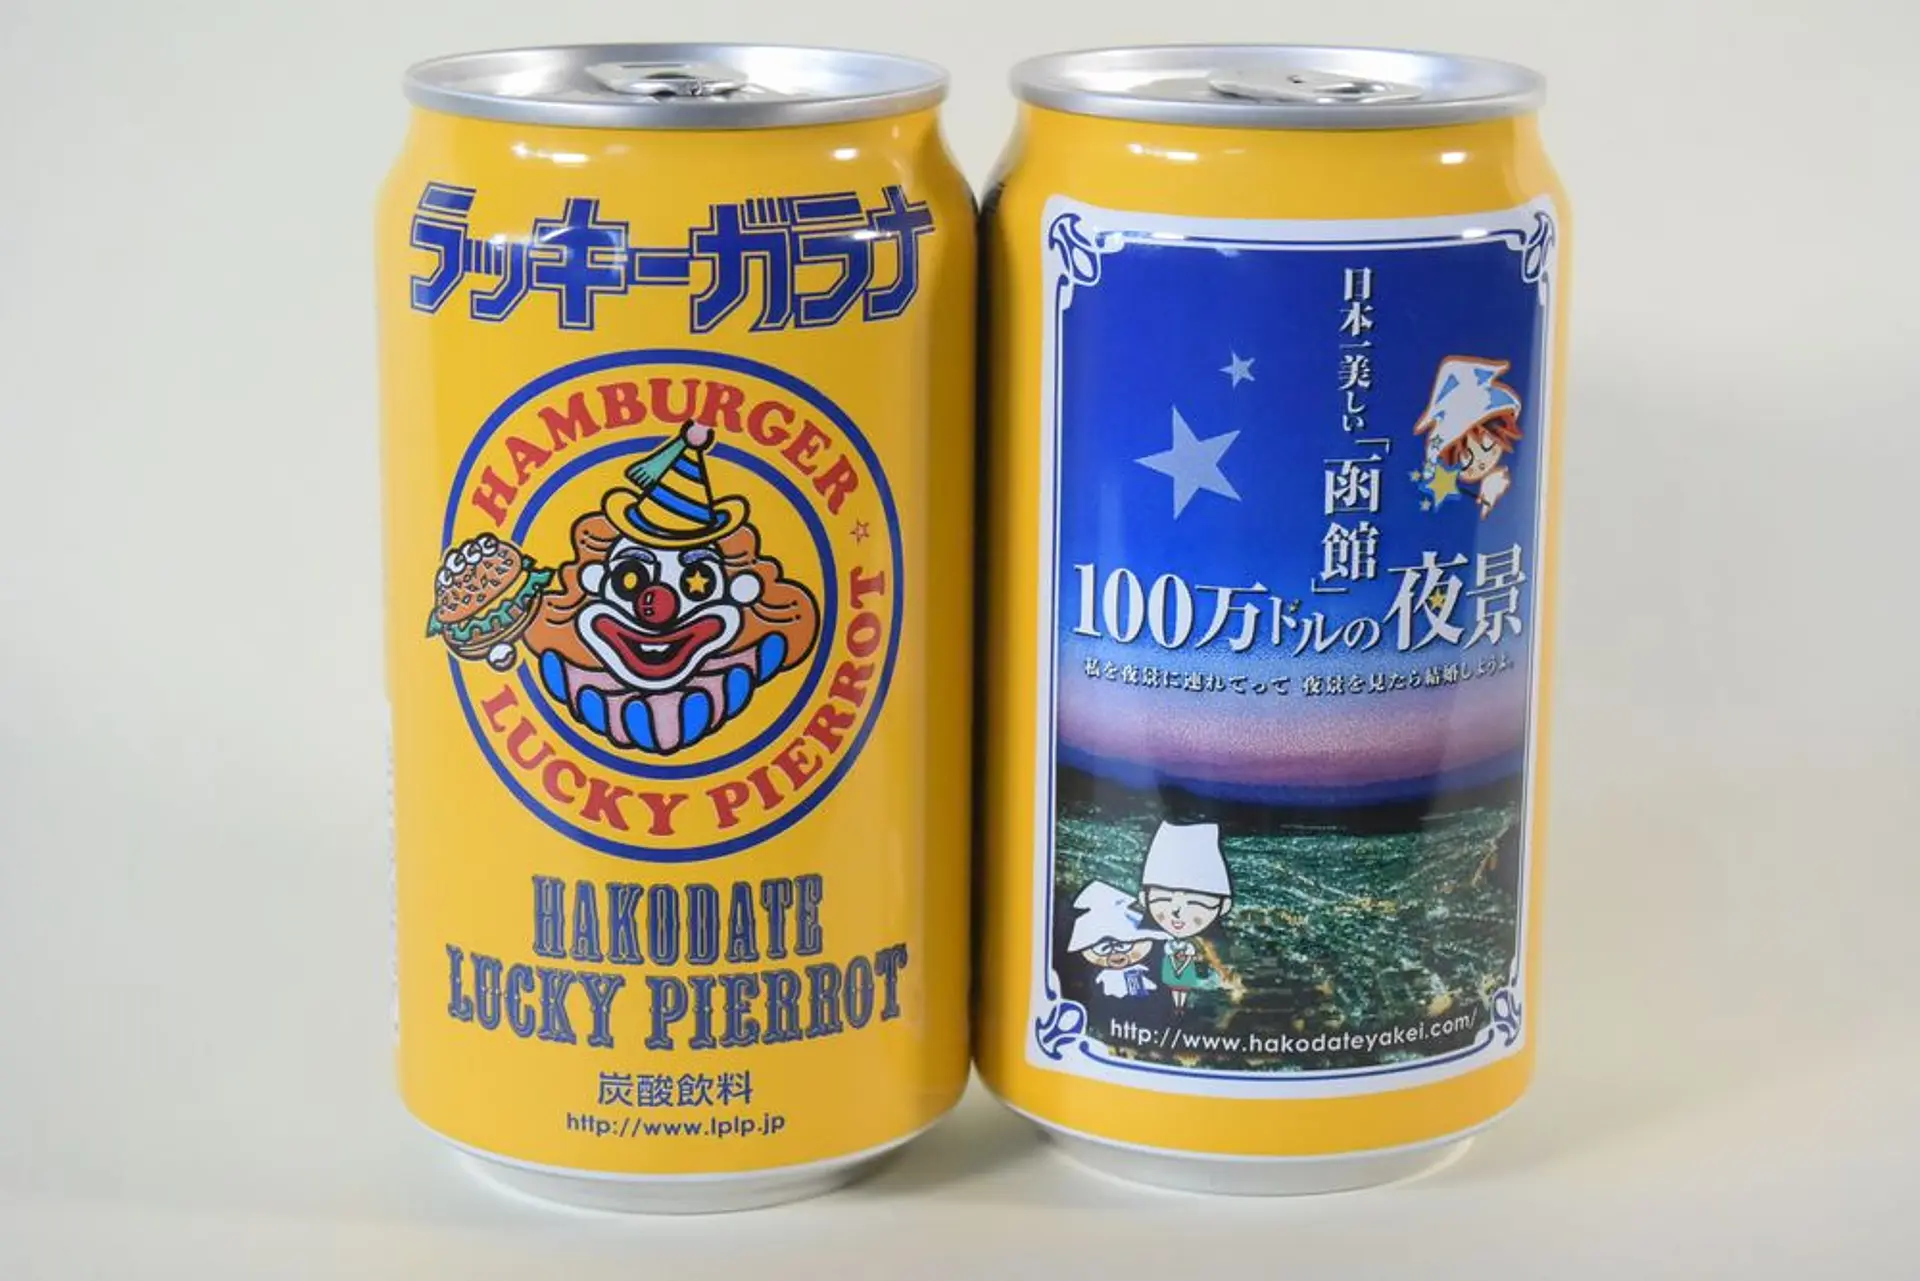 ラッキーガラナ
HAMBURGER ☆
LUCKY PIERROT
HAKODATE
LUCKY PIERROT
炭酸飲料
http://www.lplp.jp
日本一美しい「函館」
100万ドルの夜景
私を夜景に連れてって 夜景を見たら結婚しようよ。
http://www.hakodateyakei.com/